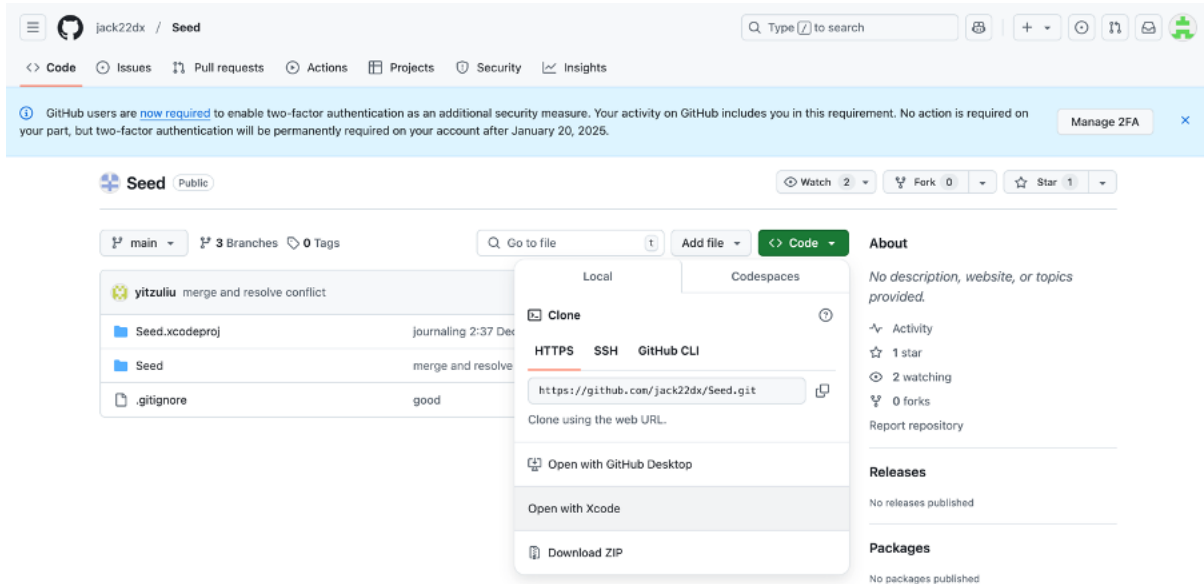 jack22dx / Seed
Type / to search
Code Issues Pull requests Actions Projects Security Insights
GitHub users are now required to enable two-factor authentication as an additional security measure. Your activity on GitHub includes you in this requirement. No action is required on
your part, but two-factor authentication will be permanently required on your account after January 20, 2025.
Manage 2FA
Seed Public
Watch 2 Fork 0 Star 1
main 3 Branches 0 Tags
Go to file t Add file Code
Local Codespaces
Clone
HTTPS SSH GitHub CLI
https://github.com/jack22dx/Seed.git
Clone using the web URL.
Open with GitHub Desktop
Open with Xcode
Download ZIP
yitzuliu merge and resolve conflict
Seed.xcodeproj journaling 2:37 Dec
Seed merge and resolve
.gitignore good
About
No description, website, or topics
provided.
Activity
1 star
2 watching
0 forks
Report repository
Releases
No releases published
Packages
No packages published